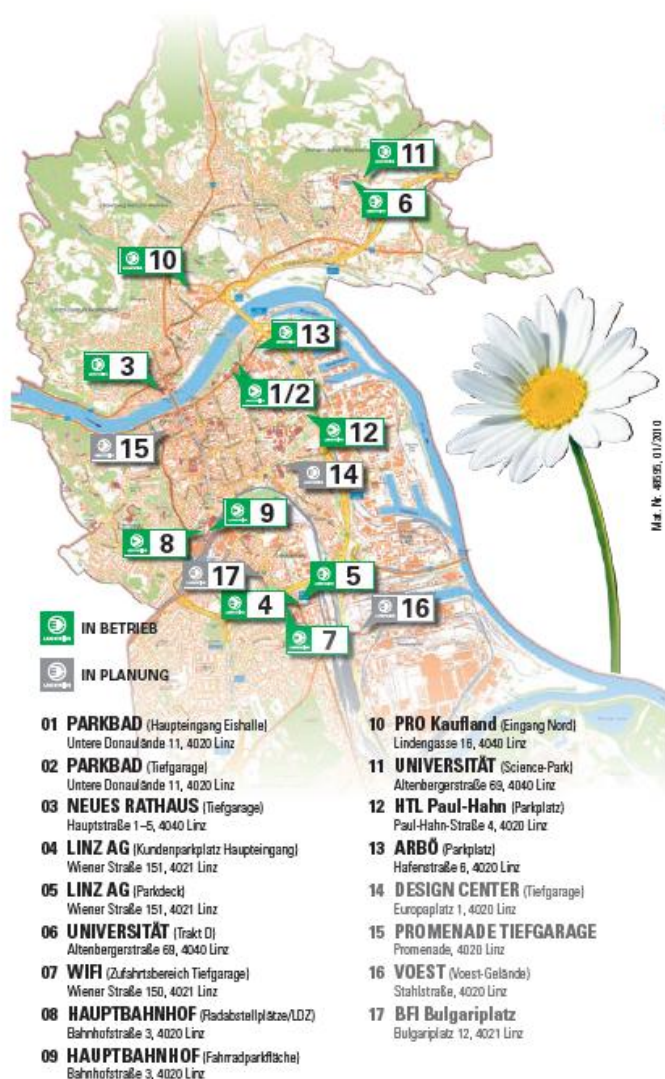 11
6
10
13
3
1/2
12
15
14
9
8
17
5
4
16
7
Mat. Nr. 48595, 01/2010
IN BETRIEB
IN PLANUNG
01 PARKBAD (Haupteingang Eishalle)
Untere Donaulände 11, 4020 Linz
02 PARKBAD (Tiefgarage)
Untere Donaulände 11, 4020 Linz
03 NEUES RATHAUS (Tiefgarage)
Hauptstraße 1–5, 4040 Linz
04 LINZ AG (Kundenparkplatz Haupteingang)
Wiener Straße 151, 4021 Linz
05 LINZ AG (Parkdeck)
Wiener Straße 151, 4021 Linz
06 UNIVERSITÄT (Trakt D)
Altenbergerstraße 69, 4040 Linz
07 WIFI (Zufahrtsbereich Tiefgarage)
Wiener Straße 150, 4021 Linz
08 HAUPTBAHNHOF (Radabstellplätze/LDZ)
Bahnhofstraße 3, 4020 Linz
09 HAUPTBAHNHOF (Fahrradparkfläche)
Bahnhofstraße 3, 4020 Linz
10 PRO Kaufland (Eingang Nord)
Lindengasse 16, 4040 Linz
11 UNIVERSITÄT (Science-Park)
Altenbergerstraße 69, 4040 Linz
12 HTL Paul-Hahn (Parkplatz)
Paul-Hahn-Straße 4, 4020 Linz
13 ARBÖ (Parkplatz)
Hafenstraße 6, 4020 Linz
14 DESIGN CENTER (Tiefgarage)
Europaplatz 1, 4020 Linz
15 PROMENADE TIEFGARAGE
Promenade, 4020 Linz
16 VOEST (Voest-Gelände)
Stahlstraße, 4020 Linz
17 BFI Bulgariplatz
Bulgariplatz 12, 4021 Linz